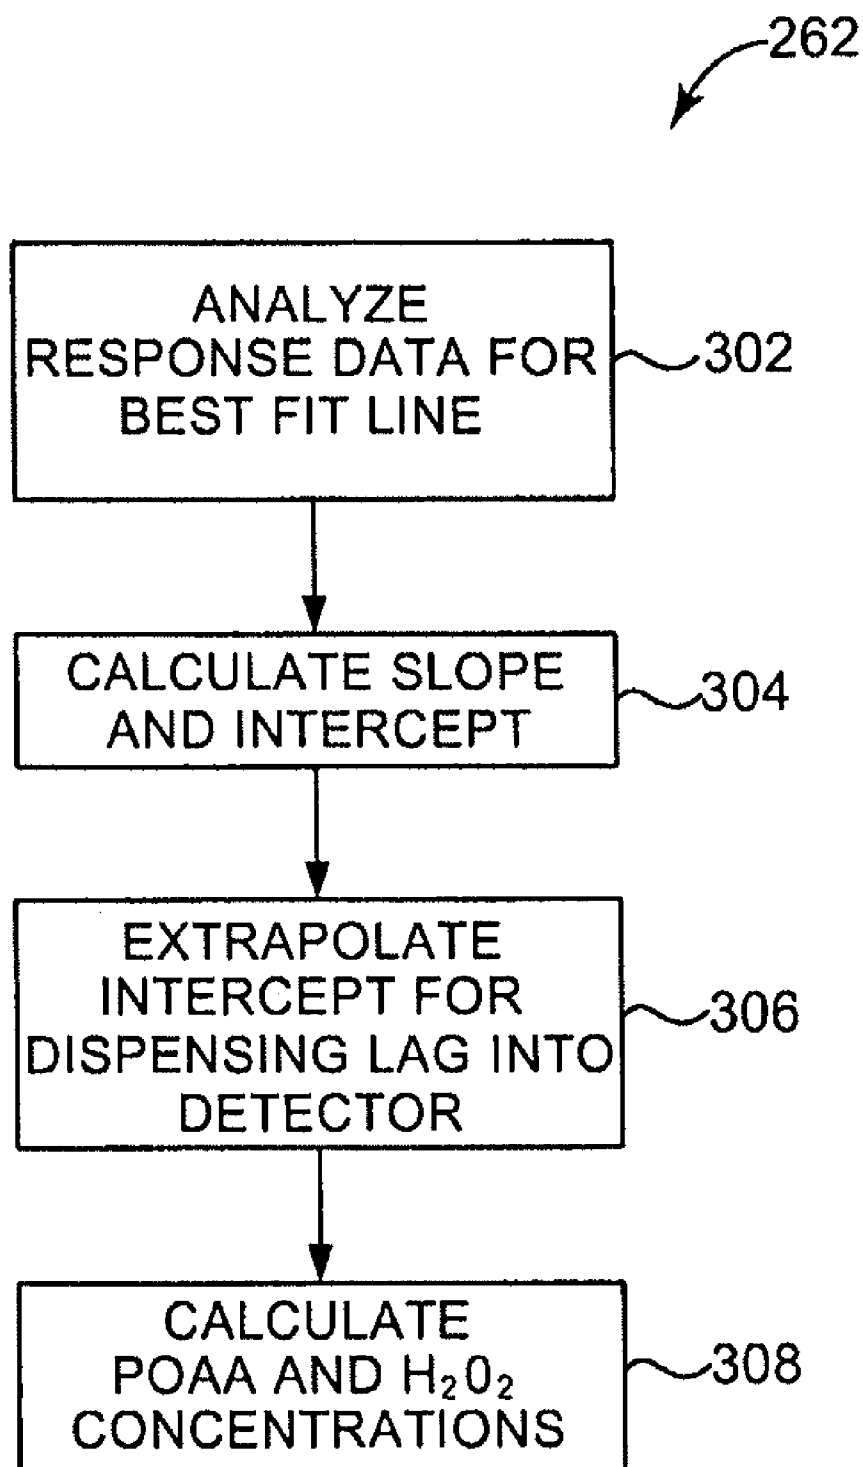 262
ANALYZE
RESPONSE DATA FOR
BEST FIT LINE
302
CALCULATE SLOPE
AND INTERCEPT
304
EXTRAPOLATE
INTERCEPT FOR
DISPENSING LAG INTO
DETECTOR
306
CALCULATE
POAA AND H₂0₂
CONCENTRATIONS
308